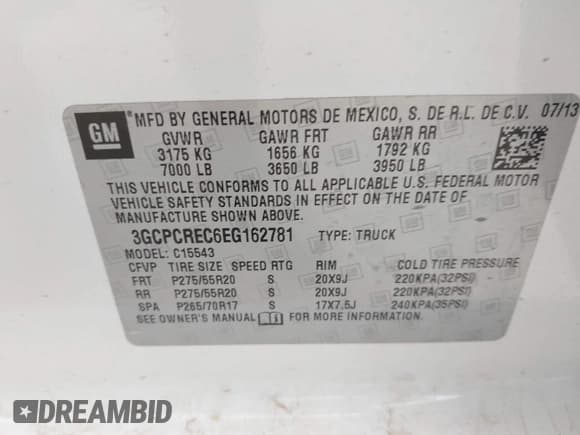 GM
MFD BY GENERAL MOTORS DE MEXICO, S. DE R.L. DE C.V. 07/13
GVWR GAWR FRT GAWR RR
3175 KG 1656 KG 1792 KG
7000 LB 3650 LB 3950 LB
THIS VEHICLE CONFORMS TO ALL APPLICABLE U.S. FEDERAL MOTOR
VEHICLE SAFETY STANDARDS IN EFFECT ON THE DATE OF
MANUFACTURE SHOWN ABOVE.
3GCPCREC6EG162781 TYPE: TRUCK
MODEL: C15543
CFVP TIRE SIZE SPEED RTG RIM COLD TIRE PRESSURE
FRT P275/55R20 S 20X9J 220KPA(32PSI)
RR P275/55R20 S 20X9J 220KPA(32PSI)
SPA P265/70R17 S 17X7.5J 240KPA(35PSI)
SEE OWNER'S MANUAL FOR MORE INFORMATION.
DREAMBID